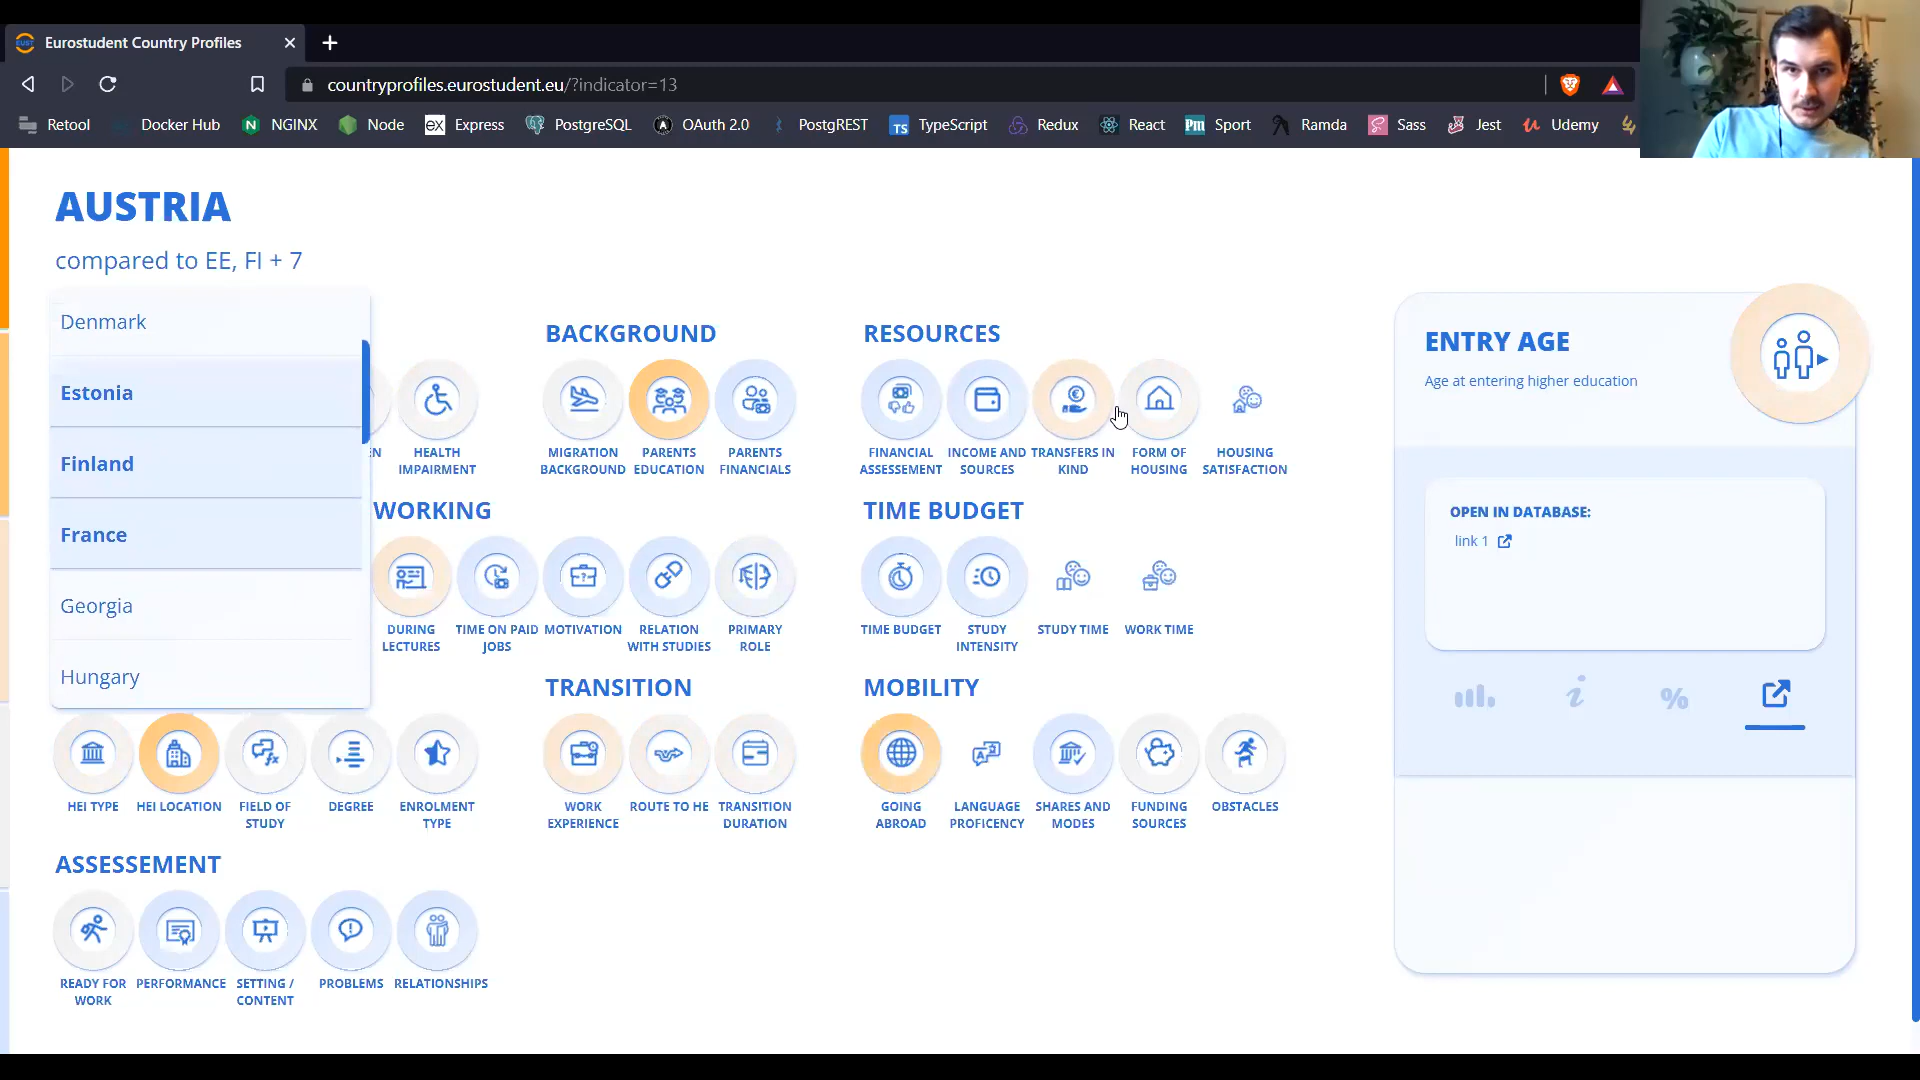 Eurostudent Country Profiles
countryprofiles.eurostudent.eu/?indicator=13
Retool Docker Hub NGINX Node ex Express PostgreSQL OAuth 2.0 PostgREST TS TypeScript Redux React Pm Sport Ramda Sass Jest Udemy
AUSTRIA
compared to EE, FI + 7
Denmark
Estonia
Finland
France
Georgia
Hungary
EN
HEALTH
IMPAIRMENT
BACKGROUND
MIGRATION
BACKGROUND
PARENTS
EDUCATION
PARENTS
FINANCIALS
RESOURCES
FINANCIAL
ASSESSEMENT
INCOME AND
SOURCES
TRANSFERS IN
KIND
FORM OF
HOUSING
HOUSING
SATISFACTION
WORKING
DURING
LECTURES
TIME ON PAID
JOBS
MOTIVATION
RELATION
WITH STUDIES
PRIMARY
ROLE
TIME BUDGET
TIME BUDGET
STUDY
INTENSITY
STUDY TIME
WORK TIME
HEI TYPE
HEI LOCATION
FIELD OF
STUDY
DEGREE
ENROLMENT
TYPE
TRANSITION
WORK
EXPERIENCE
ROUTE TO HE
TRANSITION
DURATION
MOBILITY
GOING
ABROAD
LANGUAGE
PROFICENCY
SHARES AND
MODES
FUNDING
SOURCES
OBSTACLES
ASSESSEMENT
READY FOR
WORK
PERFORMANCE
SETTING /
CONTENT
PROBLEMS
RELATIONSHIPS
ENTRY AGE
Age at entering higher education
OPEN IN DATABASE:
link 1
i
%